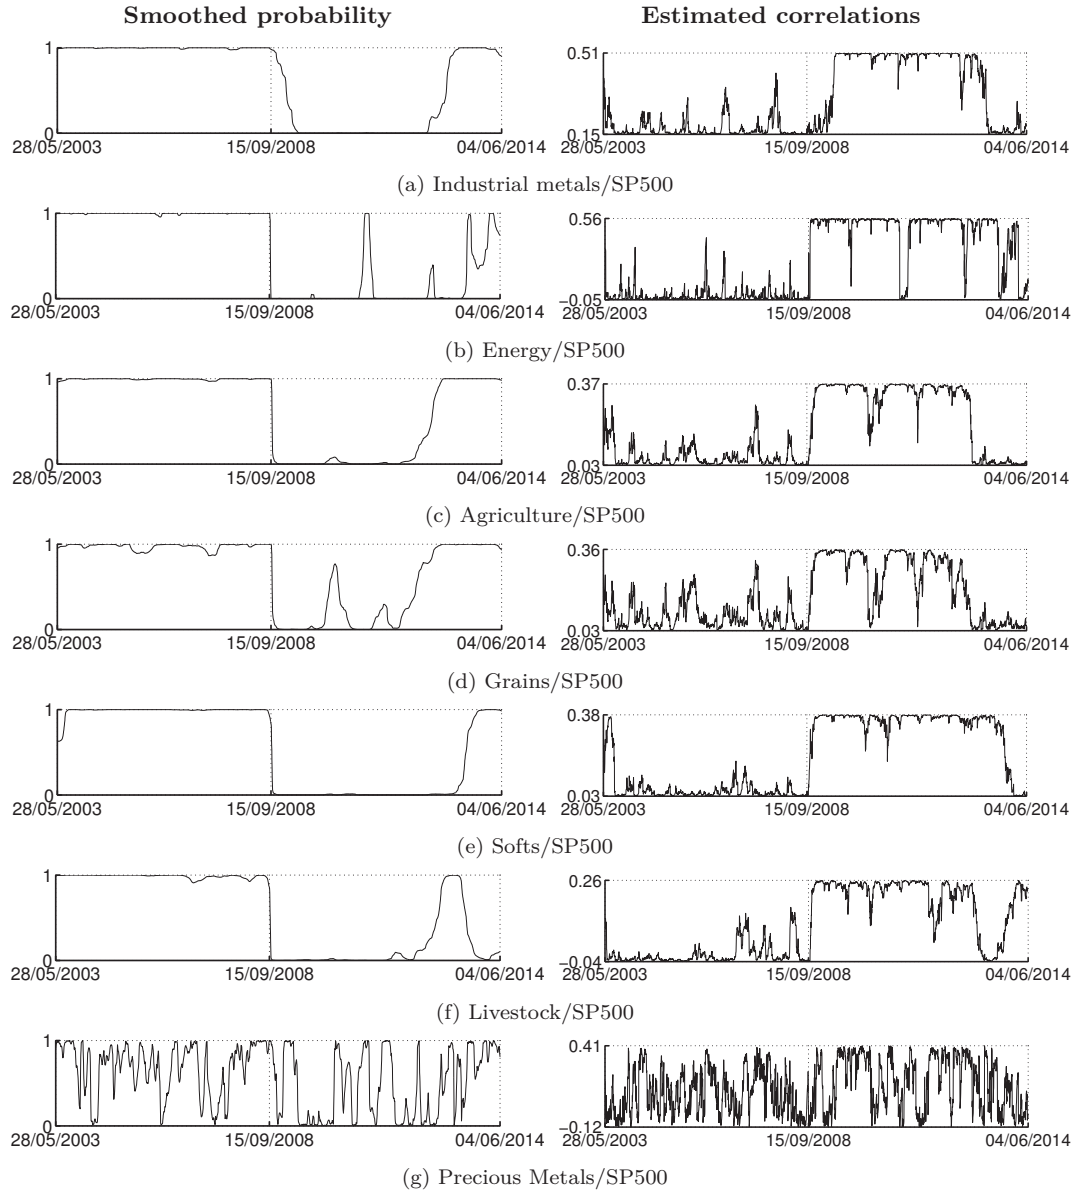 Smoothed probability Estimated correlations
1 0.51
0 0.15
28/05/2003 15/09/2008 04/06/2014 28/05/2003 15/09/2008 04/06/2014
(a) Industrial metals/SP500
1 0.56
0 −0.05
28/05/2003 15/09/2008 04/06/2014 28/05/2003 15/09/2008 04/06/2014
(b) Energy/SP500
1 0.37
0 0.03
28/05/2003 15/09/2008 04/06/2014 28/05/2003 15/09/2008 04/06/2014
(c) Agriculture/SP500
1 0.36
0 0.03
28/05/2003 15/09/2008 04/06/2014 28/05/2003 15/09/2008 04/06/2014
(d) Grains/SP500
1 0.38
0 0.03
28/05/2003 15/09/2008 04/06/2014 28/05/2003 15/09/2008 04/06/2014
(e) Softs/SP500
1 0.26
0 −0.04
28/05/2003 15/09/2008 04/06/2014 28/05/2003 15/09/2008 04/06/2014
(f) Livestock/SP500
1 0.41
0 −0.12
28/05/2003 15/09/2008 04/06/2014 28/05/2003 15/09/2008 04/06/2014
(g) Precious Metals/SP500